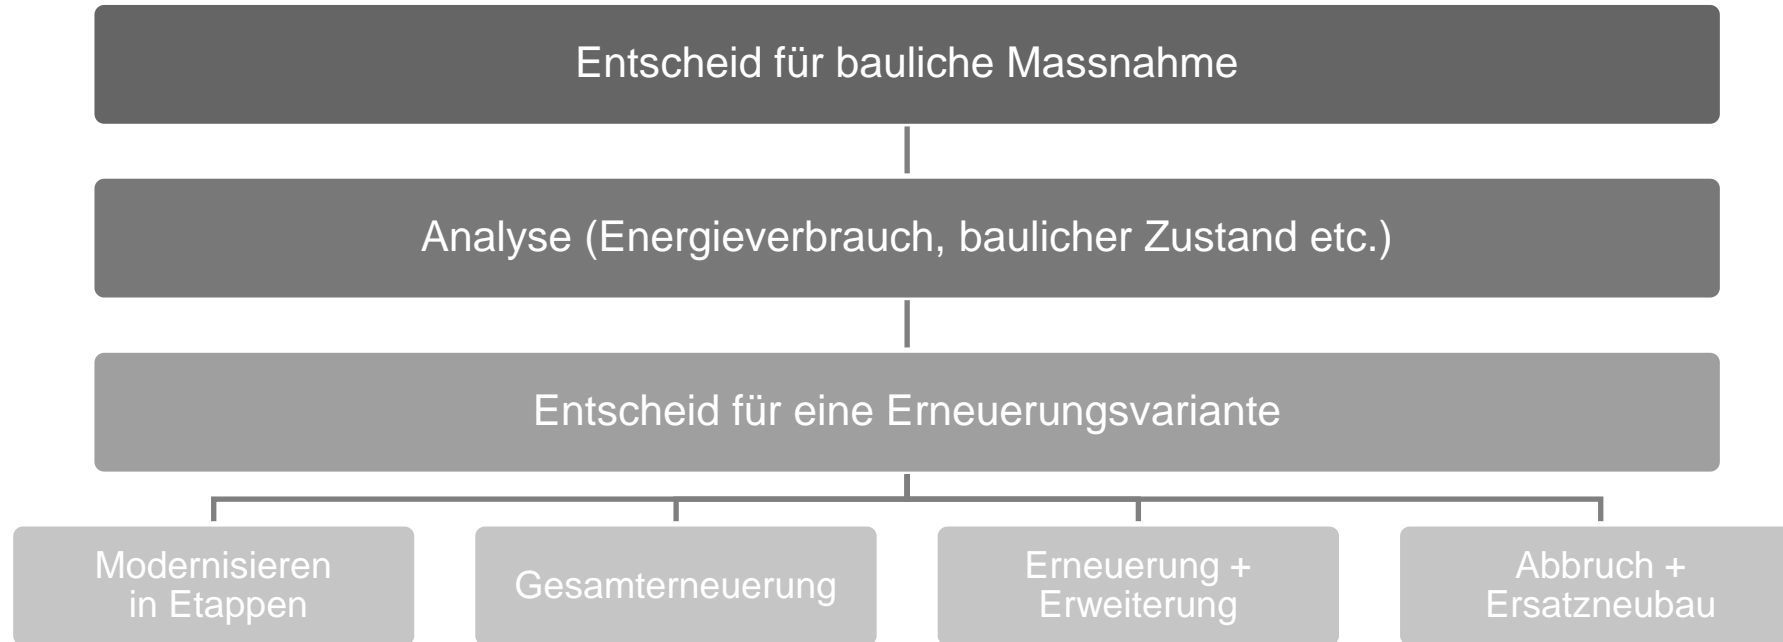 Entscheid für bauliche Massnahme
Analyse (Energieverbrauch, baulicher Zustand etc.)
Entscheid für eine Erneuerungsvariante
Modernisieren
in Etappen
Gesamterneuerung
Erneuerung +
Erweiterung
Abbruch +
Ersatzneubau